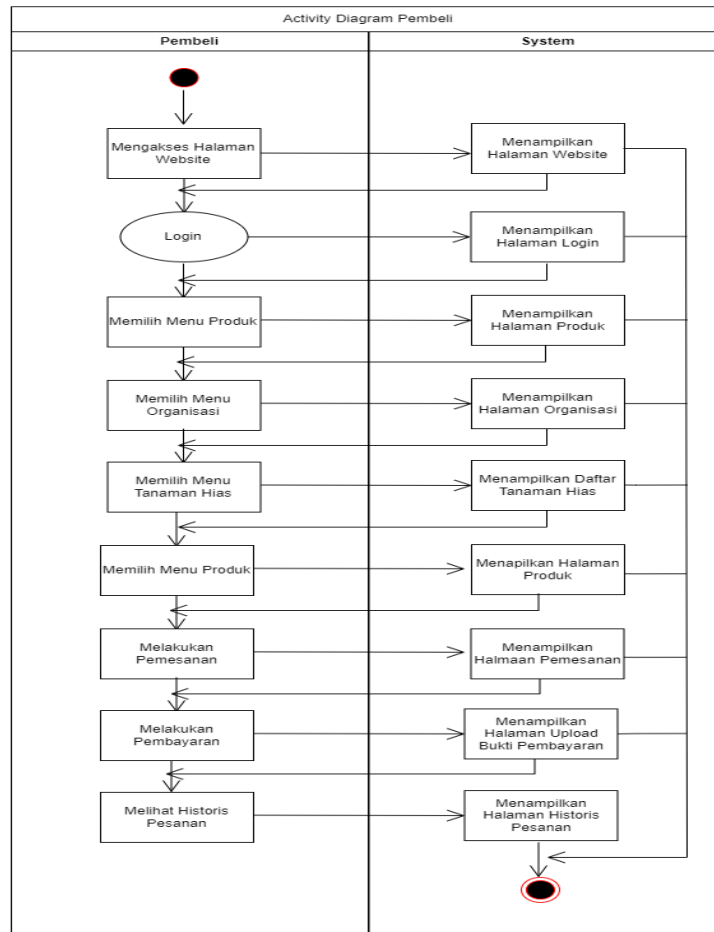 Activity Diagram Pembeli
Pembeli
System
Mengakses Halaman
Website
Menampilkan
Halaman Website
Login
Menampilkan
Halaman Login
Memilih Menu Produk
Menampilkan
Halaman Produk
Memilih Menu
Organisasi
Menampilkan
Halaman Organisasi
Memilih Menu
Tanaman Hias
Menampilkan Daftar
Tanaman Hias
Memilih Menu Produk
Menapilkan Halaman
Produk
Melakukan
Pemesanan
Menampilkan
Halmaan Pemesanan
Melakukan
Pembayaran
Menampilkan
Halaman Upload
Bukti Pembayaran
Melihat Historis
Pesanan
Menampilkan
Halaman Historis
Pesanan